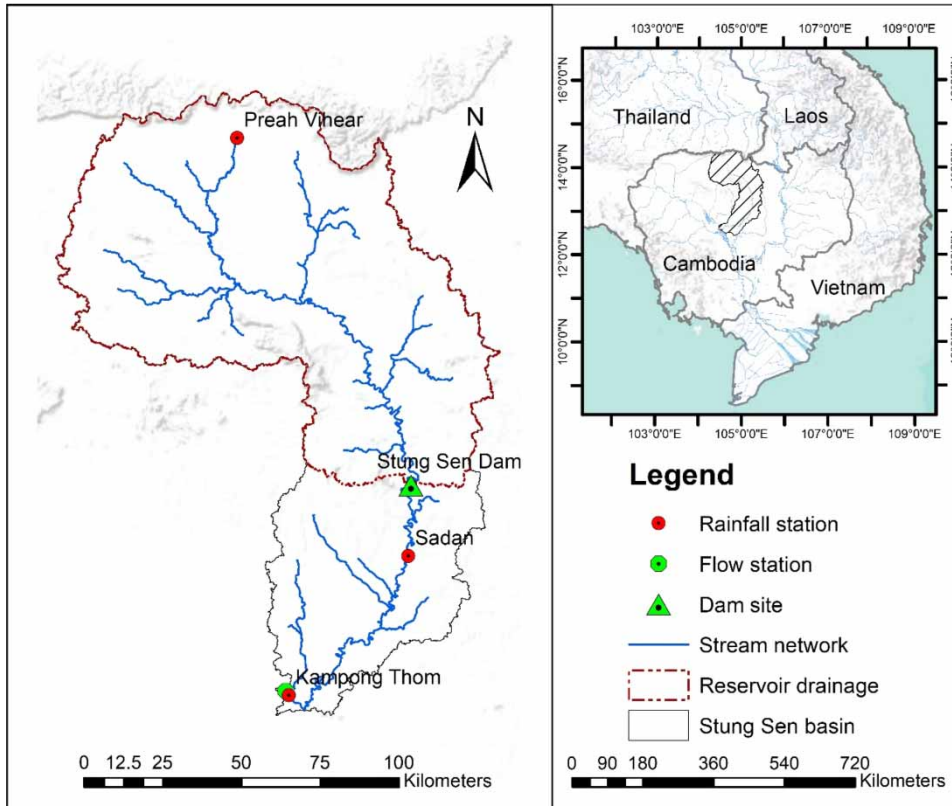 Preah Vihear
N
Stung Sen Dam
Sadan
Kampong Thom
0 12.5 25 50 75 100
Kilometers
103°0'0"E 105°0'0"E 107°0'0"E 109°0'0"E
16°0'0"N
14°0'0"N
12°0'0"N
10°0'0"N
Thailand
Laos
Cambodia
Vietnam
103°0'0"E 105°0'0"E 107°0'0"E 109°0'0"E
Legend
Rainfall station
Flow station
Dam site
Stream network
Reservoir drainage
Stung Sen basin
0 90 180 360 540 720
Kilometers